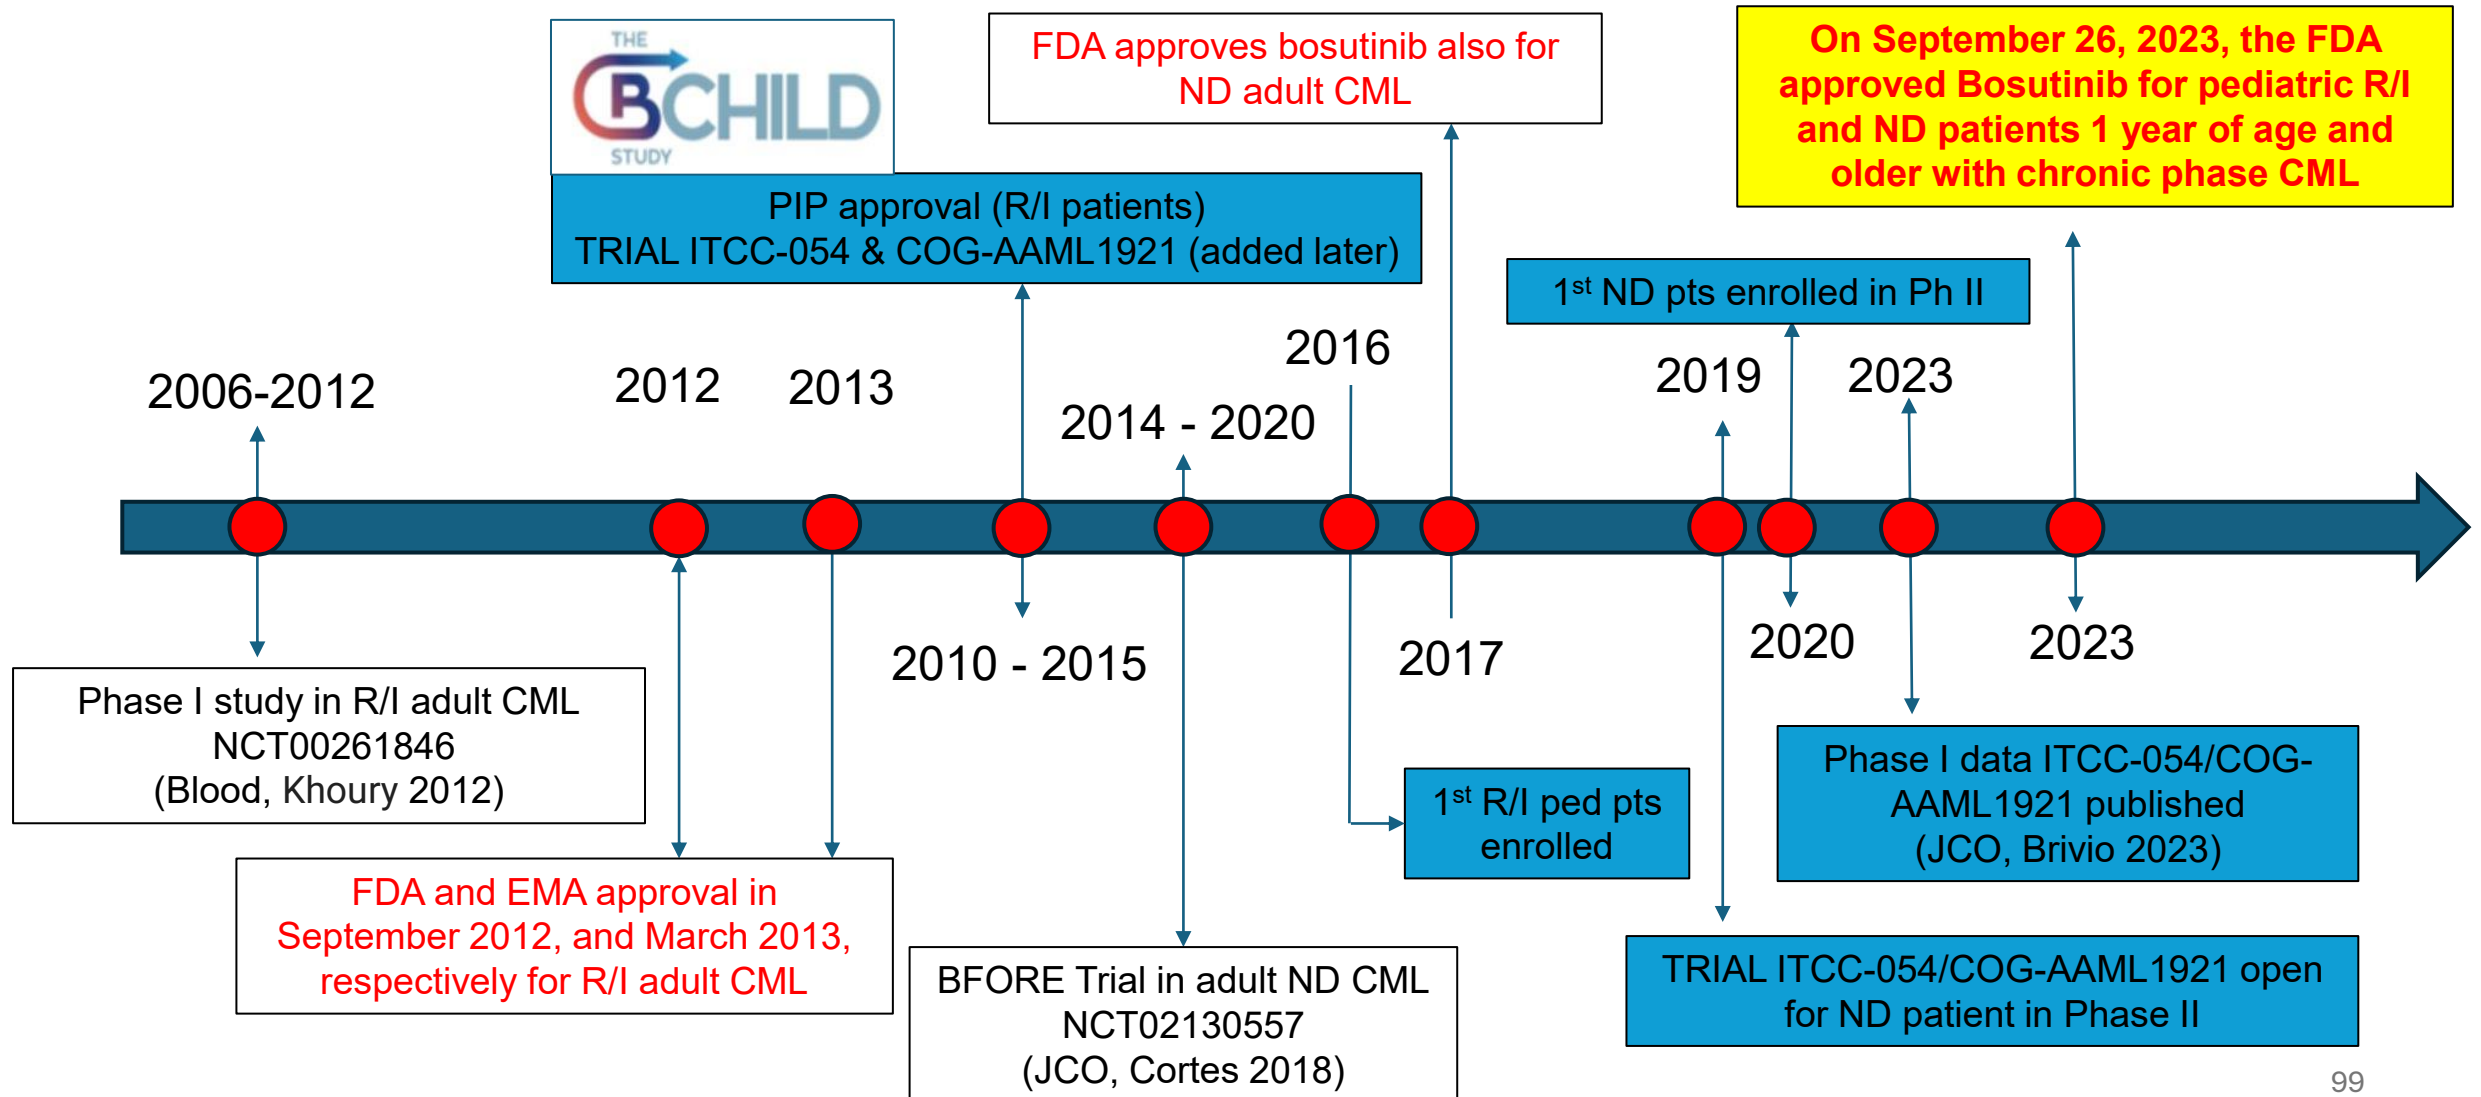 THE
BCHILD
STUDY
FDA approves bosutinib also for
ND adult CML
On September 26, 2023, the FDA
approved Bosutinib for pediatric R/I
and ND patients 1 year of age and
older with chronic phase CML
PIP approval (R/I patients)
TRIAL ITCC-054 & COG-AAML1921 (added later)
1st ND pts enrolled in Ph II
2006-2012
2012
2013
2014 - 2020
2016
2019
2023
2010 - 2015
2017
2020
2023
Phase I study in R/I adult CML
NCT00261846
(Blood, Khoury 2012)
FDA and EMA approval in
September 2012, and March 2013,
respectively for R/I adult CML
BFORE Trial in adult ND CML
NCT02130557
(JCO, Cortes 2018)
1st R/I ped pts
enrolled
Phase I data ITCC-054/COG-
AAML1921 published
(JCO, Brivio 2023)
TRIAL ITCC-054/COG-AAML1921 open
for ND patient in Phase II
99